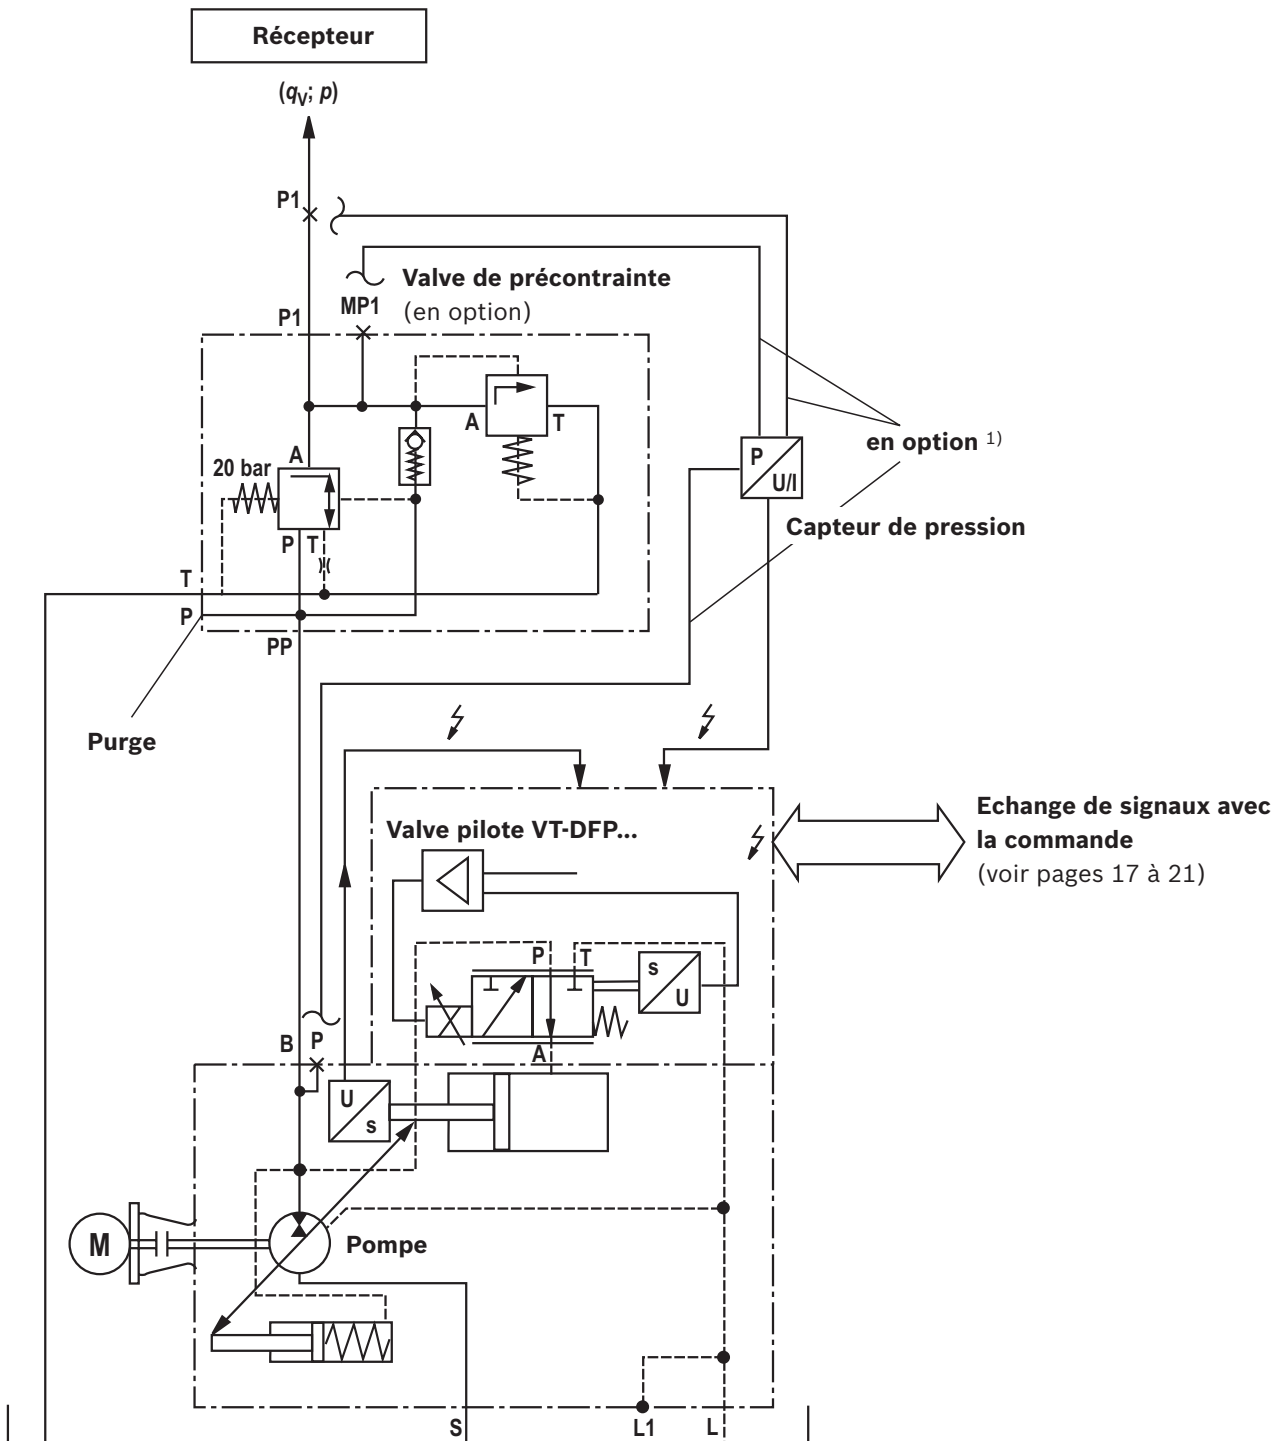 Récepteur
(qV; p)
P1
Valve de précontrainte
MP1
(en option)
P1
A
T
A
20 bar
en option 1)
P
U/I
Capteur de pression
P T
T
P
PP
Purge
Echange de signaux avec
la commande
(voir pages 17 à 21)
Valve pilote VT-DFP...
P
T
s
U
B
P
A
U
s
M
Pompe
S
L1
L